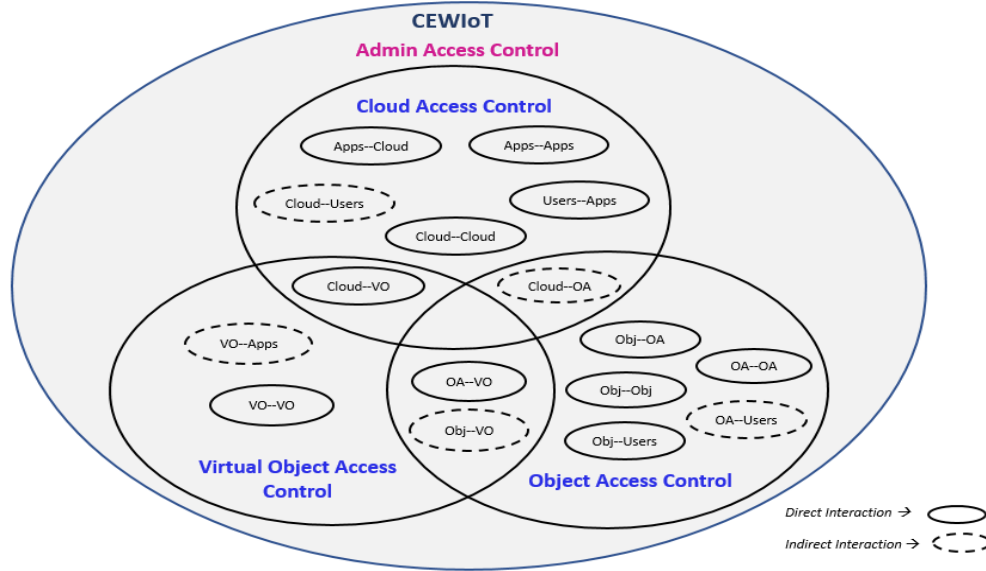 CEWIoT
Admin Access Control
Cloud Access Control
Apps--Cloud
Apps--Apps
Cloud--Users
Users--Apps
Cloud--Cloud
Cloud--VO
Cloud--OA
VO--Apps
Obj--OA
OA--OA
OA--VO
Obj--Obj
VO--VO
OA--Users
Obj--VO
Obj--Users
Virtual Object Access
Control
Object Access Control
Direct Interaction →
Indirect Interaction →